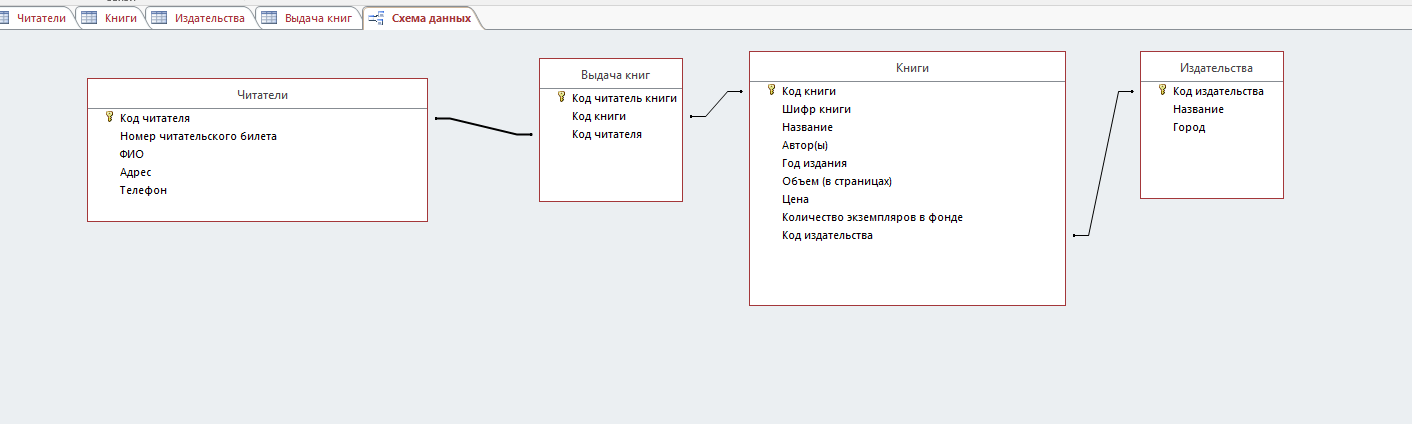 Читатели
Книги
Издательства
Выдача книг
Схема данных
Читатели
Код читателя
Номер читательского билета
ФИО
Адрес
Телефон
Выдача книг
Код читатель книги
Код книги
Код читателя
Книги
Код книги
Шифр книги
Название
Автор(ы)
Год издания
Объем (в страницах)
Цена
Количество экземпляров в фонде
Код издательства
Издательства
Код издательства
Название
Город